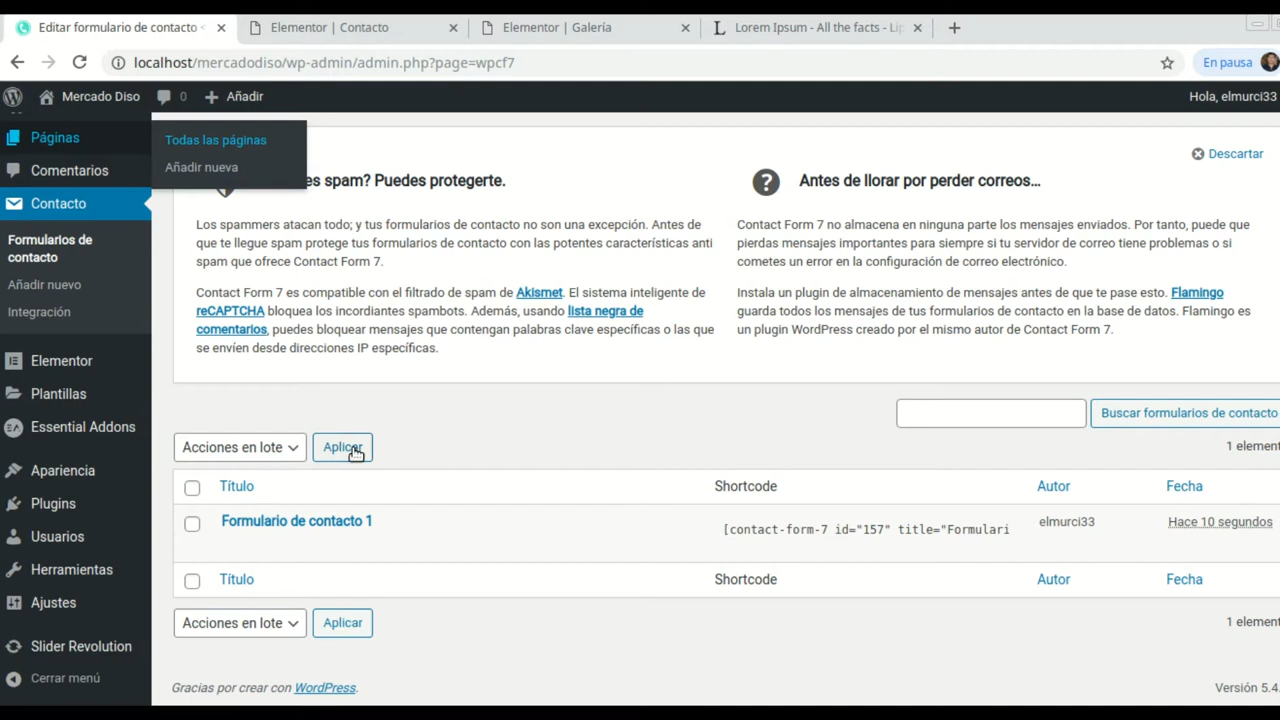 Editar formulario de contacto <
Elementor | Contacto
Elementor | Galería
Lorem Ipsum - All the facts - Lip
localhost/mercadodiso/wp-admin/admin.php?page=wpcf7
En pausa
Mercado Diso
0
Añadir
Hola, elmurci33
Páginas
Comentarios
Contacto
Formularios de
contacto
Añadir nuevo
Integración
Elementor
Plantillas
Essential Addons
Apariencia
Plugins
Usuarios
Herramientas
Ajustes
Slider Revolution
Cerrar menú
Todas las páginas
Añadir nueva
Descartar
es spam? Puedes protegerte.
Los spammers atacan todo; y tus formularios de contacto no son una excepción. Antes de
que te llegue spam protege tus formularios de contacto con las potentes características anti
spam que ofrece Contact Form 7.
Contact Form 7 es compatible con el filtrado de spam de Akismet. El sistema inteligente de
reCAPTCHA bloquea los incordiantes spambots. Además, usando lista negra de
comentarios, puedes bloquear mensajes que contengan palabras clave específicas o las que
se envíen desde direcciones IP específicas.
Antes de llorar por perder correos…
Contact Form 7 no almacena en ninguna parte los mensajes enviados. Por tanto, puede que
pierdas mensajes importantes para siempre si tu servidor de correo tiene problemas o si
cometes un error en la configuración de correo electrónico.
Instala un plugin de almacenamiento de mensajes antes de que te pase esto. Flamingo
guarda todos los mensajes de tus formularios de contacto en la base de datos. Flamingo es
un plugin WordPress creado por el mismo autor de Contact Form 7.
Buscar formularios de contacto
Acciones en lote
Aplicar
1 element
Título Shortcode Autor Fecha
Formulario de contacto 1 [contact-form-7 id="157" title="Formulari elmurci33 Hace 10 segundos
Título Shortcode Autor Fecha
Acciones en lote
Aplicar
1 element
Gracias por crear con WordPress.
Versión 5.4.